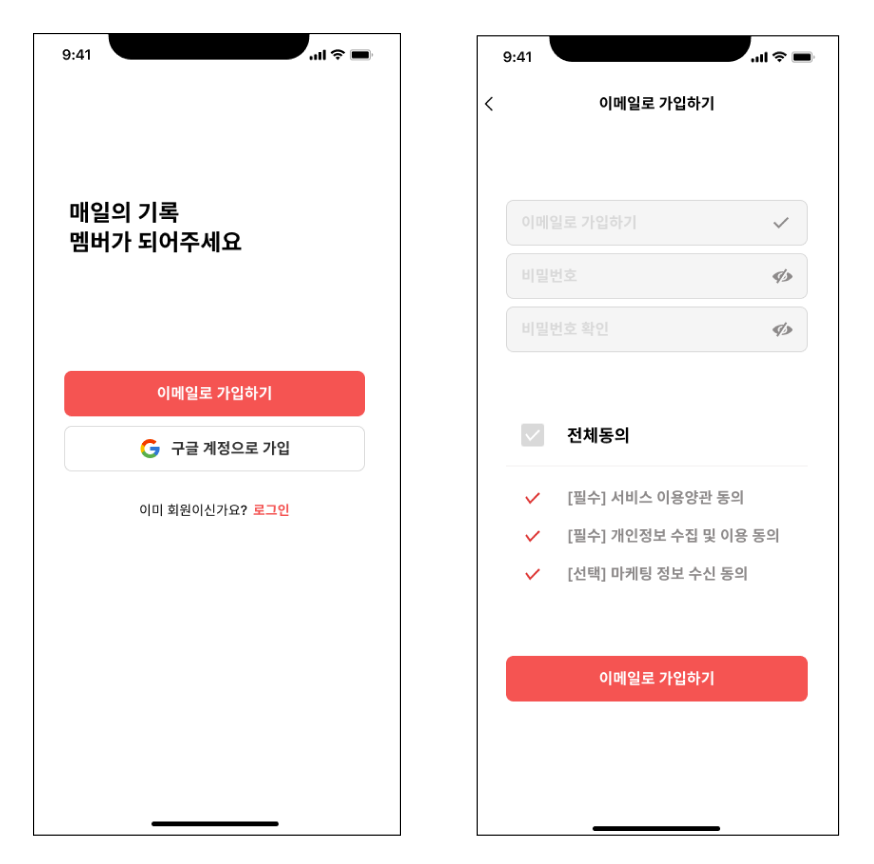 9:41
매일의 기록
멤버가 되어주세요
이메일로 가입하기
구글 계정으로 가입
이미 회원이신가요? 로그인
9:41
이메일로 가입하기
이메일로 가입하기
비밀번호
비밀번호 확인
전체동의
[필수] 서비스 이용양관 동의
[필수] 개인정보 수집 및 이용 동의
[선택] 마케팅 정보 수신 동의
이메일로 가입하기